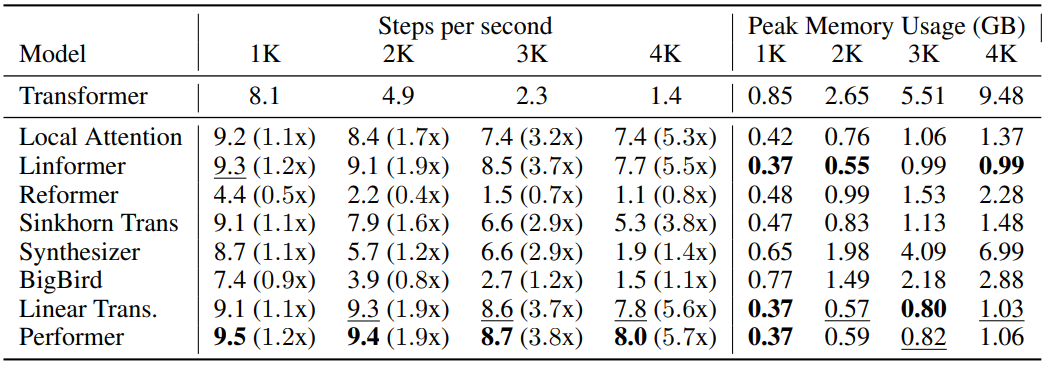 Steps per second Peak Memory Usage (GB)
Model 1K 2K 3K 4K 1K 2K 3K 4K
Transformer 8.1 4.9 2.3 1.4 0.85 2.65 5.51 9.48
Local Attention 9.2 (1.1x) 8.4 (1.7x) 7.4 (3.2x) 7.4 (5.3x) 0.42 0.76 1.06 1.37
Linformer 9.3 (1.2x) 9.1 (1.9x) 8.5 (3.7x) 7.7 (5.5x) 0.37 0.55 0.99 0.99
Reformer 4.4 (0.5x) 2.2 (0.4x) 1.5 (0.7x) 1.1 (0.8x) 0.48 0.99 1.53 2.28
Sinkhorn Trans 9.1 (1.1x) 7.9 (1.6x) 6.6 (2.9x) 5.3 (3.8x) 0.47 0.83 1.13 1.48
Synthesizer 8.7 (1.1x) 5.7 (1.2x) 6.6 (2.9x) 1.9 (1.4x) 0.65 1.98 4.09 6.99
BigBird 7.4 (0.9x) 3.9 (0.8x) 2.7 (1.2x) 1.5 (1.1x) 0.77 1.49 2.18 2.88
Linear Trans. 9.1 (1.1x) 9.3 (1.9x) 8.6 (3.7x) 7.8 (5.6x) 0.37 0.57 0.80 1.03
Performer 9.5 (1.2x) 9.4 (1.9x) 8.7 (3.8x) 8.0 (5.7x) 0.37 0.59 0.82 1.06